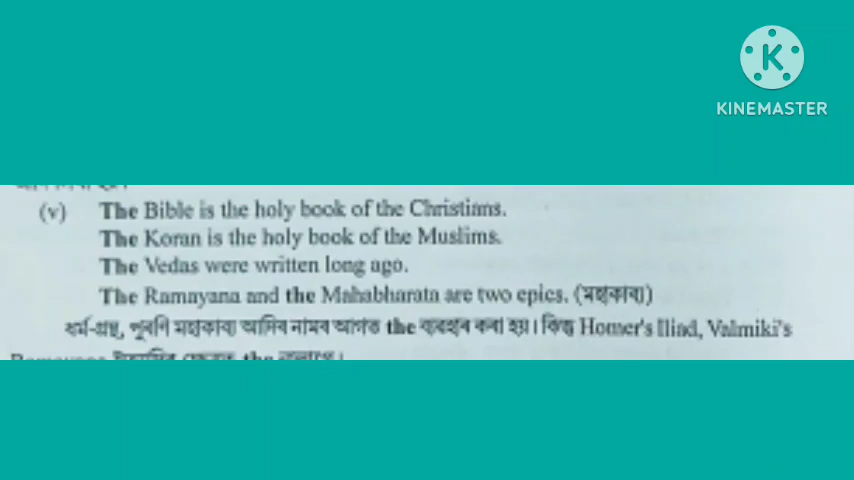 KINEMASTER
(v) The Bible is the holy book of the Christians.
The Koran is the holy book of the Muslims.
The Vedas were written long ago.
The Ramayana and the Mahabharata are two epics. (মহাকাব্য)
ধৰ্ম-গ্ৰন্থ, পুৰণি মহাকাব্য আদিৰ নামৰ আগত the ব্যৱহাৰ কৰা হয়। কিন্তু Homer's Iliad, Valmiki's
Ramayana the নালাগে।